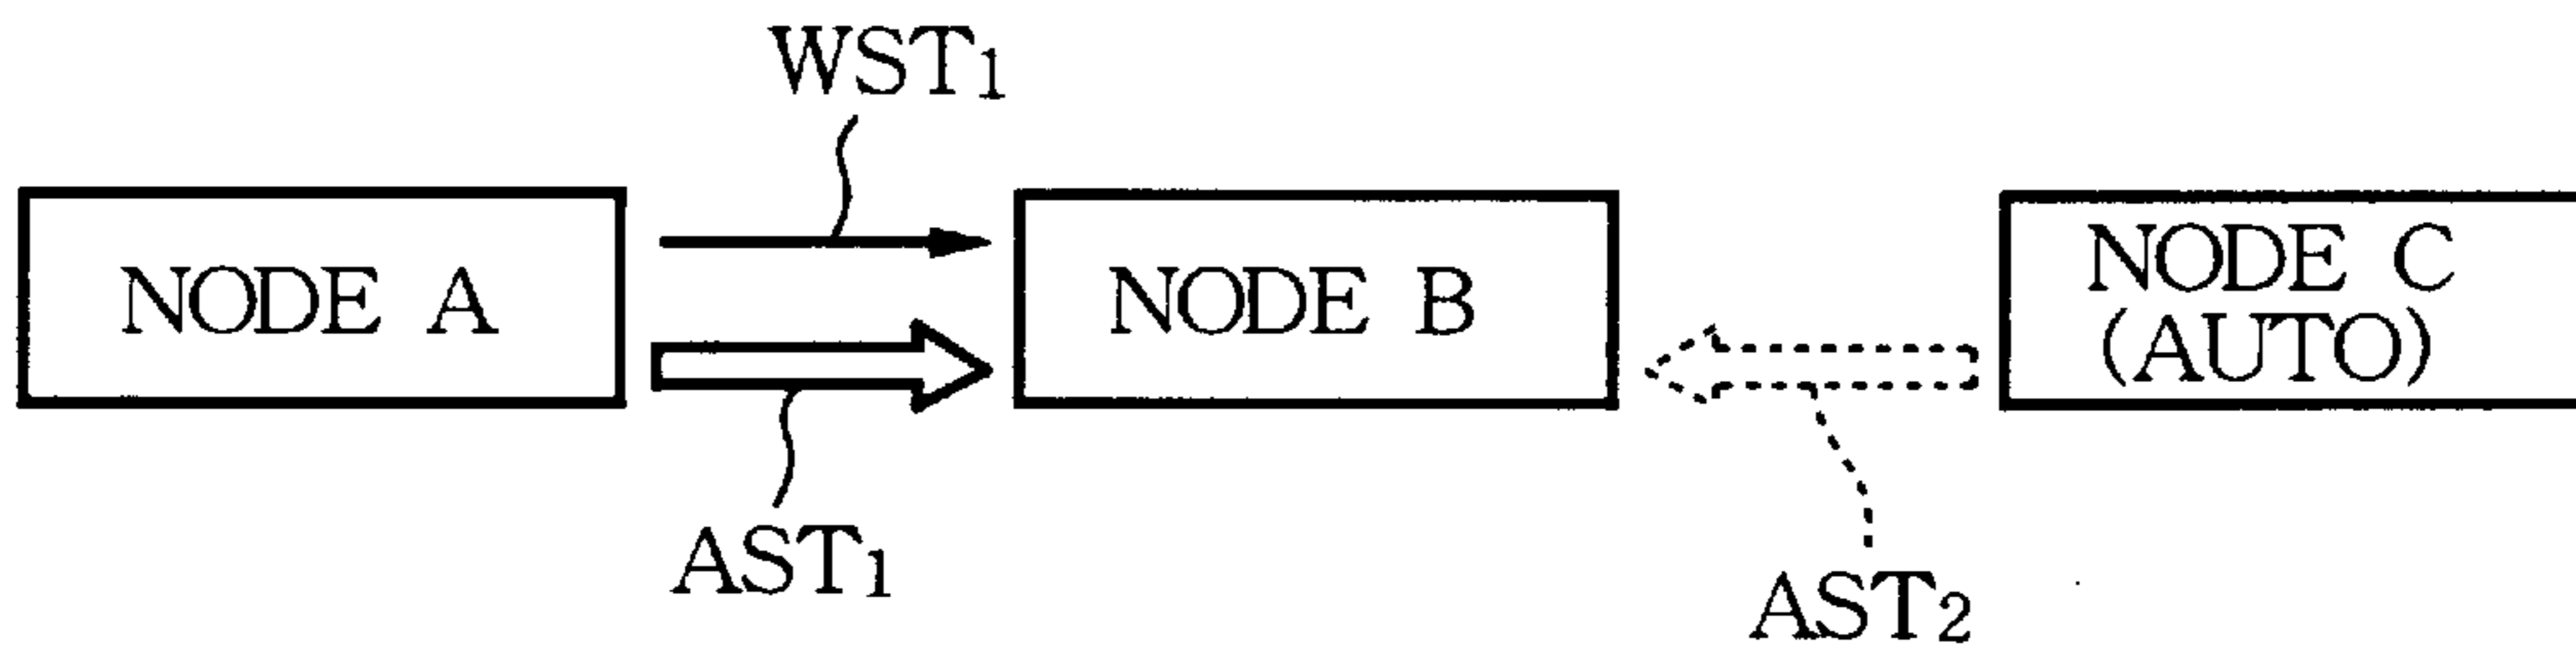 WST1
NODE A
NODE B
NODE C
(AUTO)
AST1
AST2